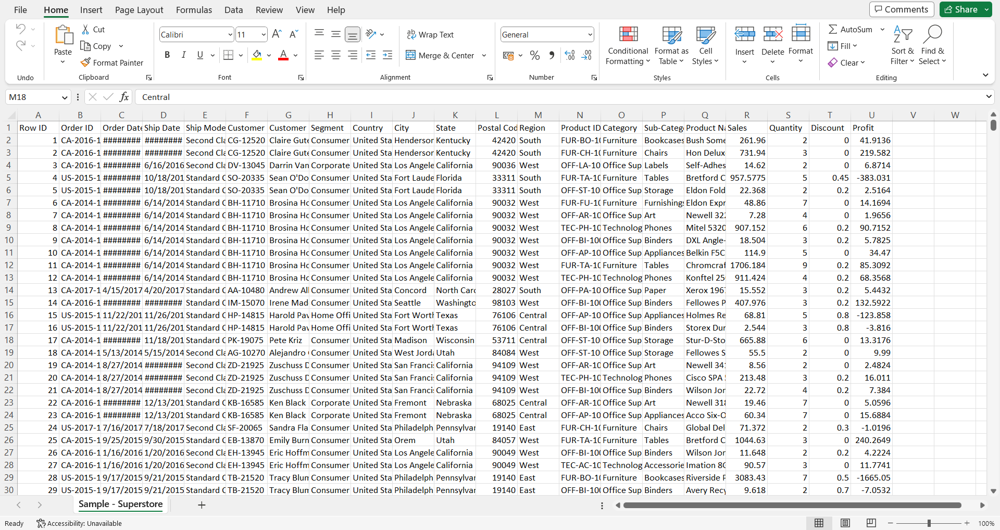 File Home Insert Page Layout Formulas Data Review View Help Comments Share
Calibri 11 Wrap Text General
Cut Copy Format Painter Paste
B I U A Merge & Center % 9
Conditional Formatting Format as Table Cell Styles Insert Delete Format
AutoSum Fill Clear Sort & Filter Find & Select
Undo Clipboard Font Alignment Number Styles Cells Editing
M18 fx Central
A B C D E F G H I J K L M N O P Q R S T U V W
1 Row ID Order ID Order Date Ship Date Ship Mode Customer Customer Segment Country City State Postal Cod Region Product ID Category Sub-Categ Product Na Sales Quantity Discount Profit
2 1 CA-2016-1 ######## ######## Second Cla CG-12520 Claire Gute Consumer United Sta Henderson Kentucky 42420 South FUR-BO-10 Furniture Bookcases Bush Some 261.96 2 0 41.9136
3 2 CA-2016-1 ######## ######## Second Cla CG-12520 Claire Gute Consumer United Sta Henderson Kentucky 42420 South FUR-CH-10 Furniture Chairs Hon Delux 731.94 3 0 219.582
4 3 CA-2016-1 ######## 6/16/2016 Second Cla DV-13045 Darrin Van Corporate United Sta Los Angele California 90036 West OFF-LA-10 Office Sup Labels Self-Adhes 14.62 2 0 6.8714
5 4 US-2015-1 ######## 10/18/201 Standard C SO-20335 Sean O'Do Consumer United Sta Fort Laude Florida 33311 South FUR-TA-10 Furniture Tables Bretford C 957.5775 5 0.45 -383.031
6 5 US-2015-1 ######## 10/18/201 Standard C SO-20335 Sean O'Do Consumer United Sta Fort Laude Florida 33311 South OFF-ST-10 Office Sup Storage Eldon Fold 22.368 2 0.2 2.5164
7 6 CA-2014-1 ######## 6/14/2014 Standard C BH-11710 Brosina Ho Consumer United Sta Los Angele California 90032 West FUR-FU-10 Furniture Furnishings Eldon Expr 48.86 7 0 14.1694
8 7 CA-2014-1 ######## 6/14/2014 Standard C BH-11710 Brosina Ho Consumer United Sta Los Angele California 90032 West OFF-AR-10 Office Sup Art Newell 322 7.28 4 0 1.9656
9 8 CA-2014-1 ######## 6/14/2014 Standard C BH-11710 Brosina Ho Consumer United Sta Los Angele California 90032 West TEC-PH-10 Technolog Phones Mitel 5320 907.152 6 0.2 90.7152
10 9 CA-2014-1 ######## 6/14/2014 Standard C BH-11710 Brosina Ho Consumer United Sta Los Angele California 90032 West OFF-BI-100 Office Sup Binders DXL Angle- 18.504 3 0.2 5.7825
11 10 CA-2014-1 ######## 6/14/2014 Standard C BH-11710 Brosina Ho Consumer United Sta Los Angele California 90032 West OFF-AP-10 Office Sup Appliances Belkin F5C 114.9 5 0 34.47
12 11 CA-2014-1 ######## 6/14/2014 Standard C BH-11710 Brosina Ho Consumer United Sta Los Angele California 90032 West FUR-TA-10 Furniture Tables Chromcraf 1706.184 9 0.2 85.3092
13 12 CA-2014-1 ######## 6/14/2014 Standard C BH-11710 Brosina Ho Consumer United Sta Los Angele California 90032 West TEC-PH-10 Technolog Phones Konftel 25 911.424 4 0.2 68.3568
14 13 CA-2017-1 4/15/2017 4/20/2017 Standard C AA-10480 Andrew All Consumer United Sta Concord North Caro 28027 South OFF-PA-10 Office Sup Paper Xerox 1967 15.552 3 0.2 5.4432
15 14 CA-2016-1 ######## ######## Standard C IM-15070 Irene Mad Consumer United Sta Seattle Washingto 98103 West OFF-BI-100 Office Sup Binders Fellowes P 407.976 3 0.2 132.5922
16 15 US-2015-1 11/22/201 11/26/201 Standard C HP-14815 Harold Pav Home Offi United Sta Fort Worth Texas 76106 Central OFF-AP-10 Office Sup Appliances Holmes Re 68.81 5 0.8 -123.858
17 16 US-2015-1 11/22/201 11/26/201 Standard C HP-14815 Harold Pav Home Offi United Sta Fort Worth Texas 76106 Central OFF-BI-100 Office Sup Binders Storex Dur 2.544 3 0.8 -3.816
18 17 CA-2014-1 ######## 11/18/201 Standard C PK-19075 Pete Kriz Consumer United Sta Madison Wisconsin 53711 Central OFF-ST-10 Office Sup Storage Stur-D-Sto 665.88 6 0 13.3176
19 18 CA-2014-1 5/13/2014 5/15/2014 Second Cla AG-10270 Alejandro Consumer United Sta West Jorda Utah 84084 West OFF-ST-10 Office Sup Storage Fellowes S 55.5 2 0 9.99
20 19 CA-2014-1 8/27/2014 ######## Second Cla ZD-21925 Zuschuss D Consumer United Sta San Franci California 94109 West OFF-AR-10 Office Sup Art Newell 341 8.56 2 0 2.4824
21 20 CA-2014-1 8/27/2014 ######## Second Cla ZD-21925 Zuschuss D Consumer United Sta San Franci California 94109 West TEC-PH-10 Technolog Phones Cisco SPA 213.48 3 0.2 16.011
22 21 CA-2014-1 8/27/2014 ######## Second Cla ZD-21925 Zuschuss D Consumer United Sta San Franci California 94109 West OFF-BI-100 Office Sup Binders Wilson Jor 22.72 4 0.2 7.384
23 22 CA-2016-1 ######## 12/13/201 Standard C KB-16585 Ken Black Corporate United Sta Fremont Nebraska 68025 Central OFF-AR-10 Office Sup Art Newell 318 19.46 7 0 5.0596
24 23 CA-2016-1 ######## 12/13/201 Standard C KB-16585 Ken Black Corporate United Sta Fremont Nebraska 68025 Central OFF-AP-10 Office Sup Appliances Acco Six-O 60.34 7 0 15.6884
25 24 US-2017-1 7/16/2017 7/18/2017 Second Cla SF-20065 Sandra Fla Consumer United Sta Philadelph Pennsylvan 19140 East FUR-CH-10 Furniture Chairs Global Del 71.372 2 0.3 -1.0196
26 25 CA-2015-1 9/25/2015 9/30/2015 Standard C EB-13870 Emily Burn Consumer United Sta Orem Utah 84057 West FUR-TA-10 Furniture Tables Bretford C 1044.63 3 0 240.2649
27 26 CA-2016-1 1/16/2016 1/20/2016 Second Cla EH-13945 Eric Hoffm Consumer United Sta Los Angele California 90049 West OFF-BI-100 Office Sup Binders Wilson Jor 11.648 2 0.2 4.2224
28 27 CA-2016-1 1/16/2016 1/20/2016 Second Cla EH-13945 Eric Hoffm Consumer United Sta Los Angele California 90049 West TEC-AC-10 Technolog Accessorie Imation 8G 90.57 3 0 11.7741
29 28 US-2015-1 9/17/2015 9/21/2015 Standard C TB-21520 Tracy Blum Consumer United Sta Philadelph Pennsylvan 19140 East FUR-BO-10 Furniture Bookcases Riverside F 3083.43 7 0.5 -1665.05
30 29 US-2015-1 9/17/2015 9/21/2015 Standard C TB-21520 Tracy Blum Consumer United Sta Philadelph Pennsylvan 19140 East OFF-BI-100 Office Sup Binders Avery Recy 9.618 2 0.7 -7.0532
Sample - Superstore
Ready Accessibility: Unavailable 100%